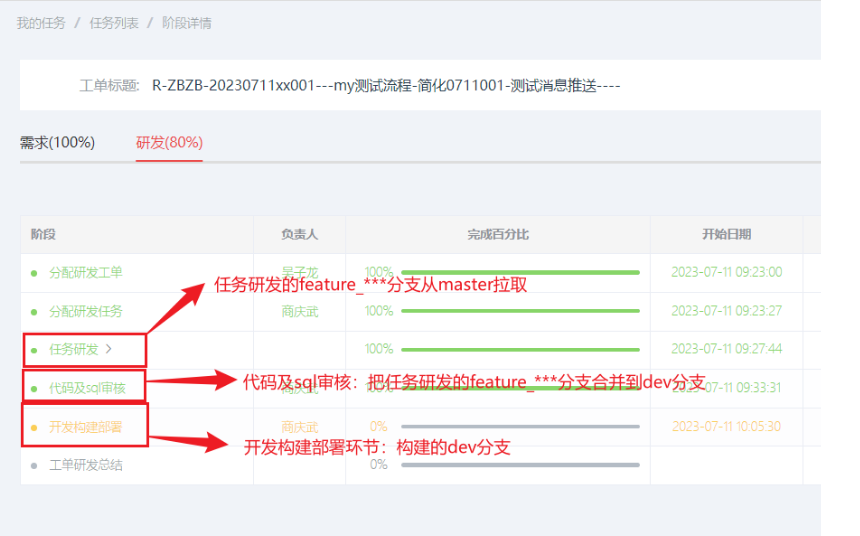 我的任务 / 任务列表 / 阶段详情
工单标题: R-ZBZB-20230711xx001---my测试流程-简化0711001-测试消息推送----
需求(100%) 研发(80%)
阶段 负责人 完成百分比 开始日期
分配研发工单 吴子龙 100% 2023-07-11 09:23:00
任务研发的feature_***分支从master拉取
分配研发任务 商庆武 100% 2023-07-11 09:23:27
任务研发 > 100% 2023-07-11 09:27:44
代码及sql审核 100% 2023-07-11 09:33:31
代码及sql审核：把任务研发的feature_***分支合并到dev分支
开发构建部署 商庆武 0% 2023-07-11 10:05:30
开发构建部署环节：构建的dev分支
工单研发总结 0%